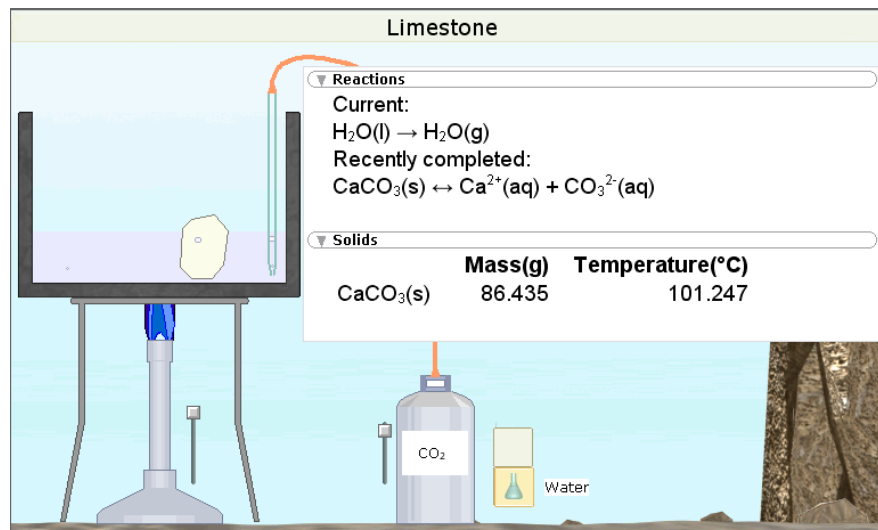 Limestone
Reactions
Current:
H₂O(l) → H₂O(g)
Recently completed:
CaCO₃(s) ↔ Ca²⁺(aq) + CO₃²⁻(aq)
Solids
Mass(g) Temperature(°C)
CaCO₃(s) 86.435 101.247
CO₂
Water